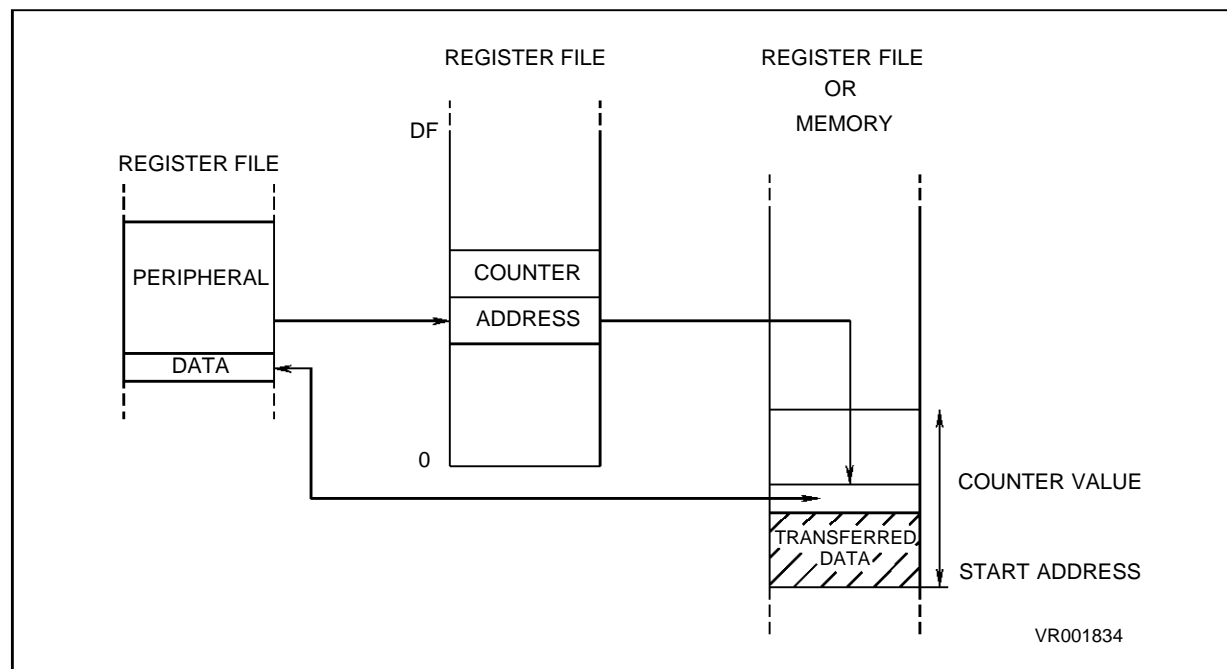 REGISTER FILE
REGISTER FILE
OR
MEMORY
DF
REGISTER FILE
PERIPHERAL
COUNTER
ADDRESS
DATA
0
COUNTER VALUE
TRANSFERRED
DATA
START ADDRESS
VR001834